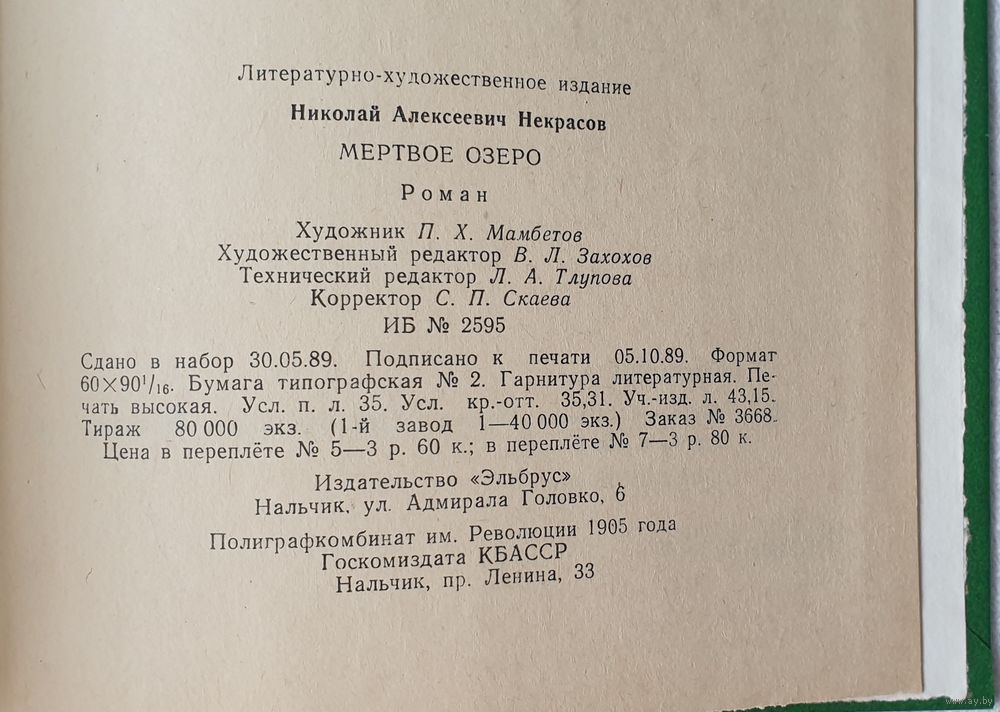 Литературно-художественное издание
Николай Алексеевич Некрасов
МЕРТВОЕ ОЗЕРО
Роман
Художник П. Х. Мамбетов
Художественный редактор В. Л. Захохов
Технический редактор Л. А. Тлупова
Корректор С. П. Скаева
ИБ № 2595
Сдано в набор 30.05.89. Подписано к печати 05.10.89. Формат
60×90¹/₁₆. Бумага типографская № 2. Гарнитура литературная. Пе-
чать высокая. Усл. п. л. 35. Усл. кр.-отт. 35,31. Уч.-изд. л. 43,15.
Тираж 80 000 экз. (1-й завод 1—40 000 экз.) Заказ № 3668.
Цена в переплёте № 5—3 р. 60 к.; в переплёте № 7—3 р. 80 к.
Издательство «Эльбрус»
Нальчик, ул. Адмирала Головко, 6
Полиграфкомбинат им. Революции 1905 года
Госкомиздата КБАССР
Нальчик, пр. Ленина, 33
www.ay.by